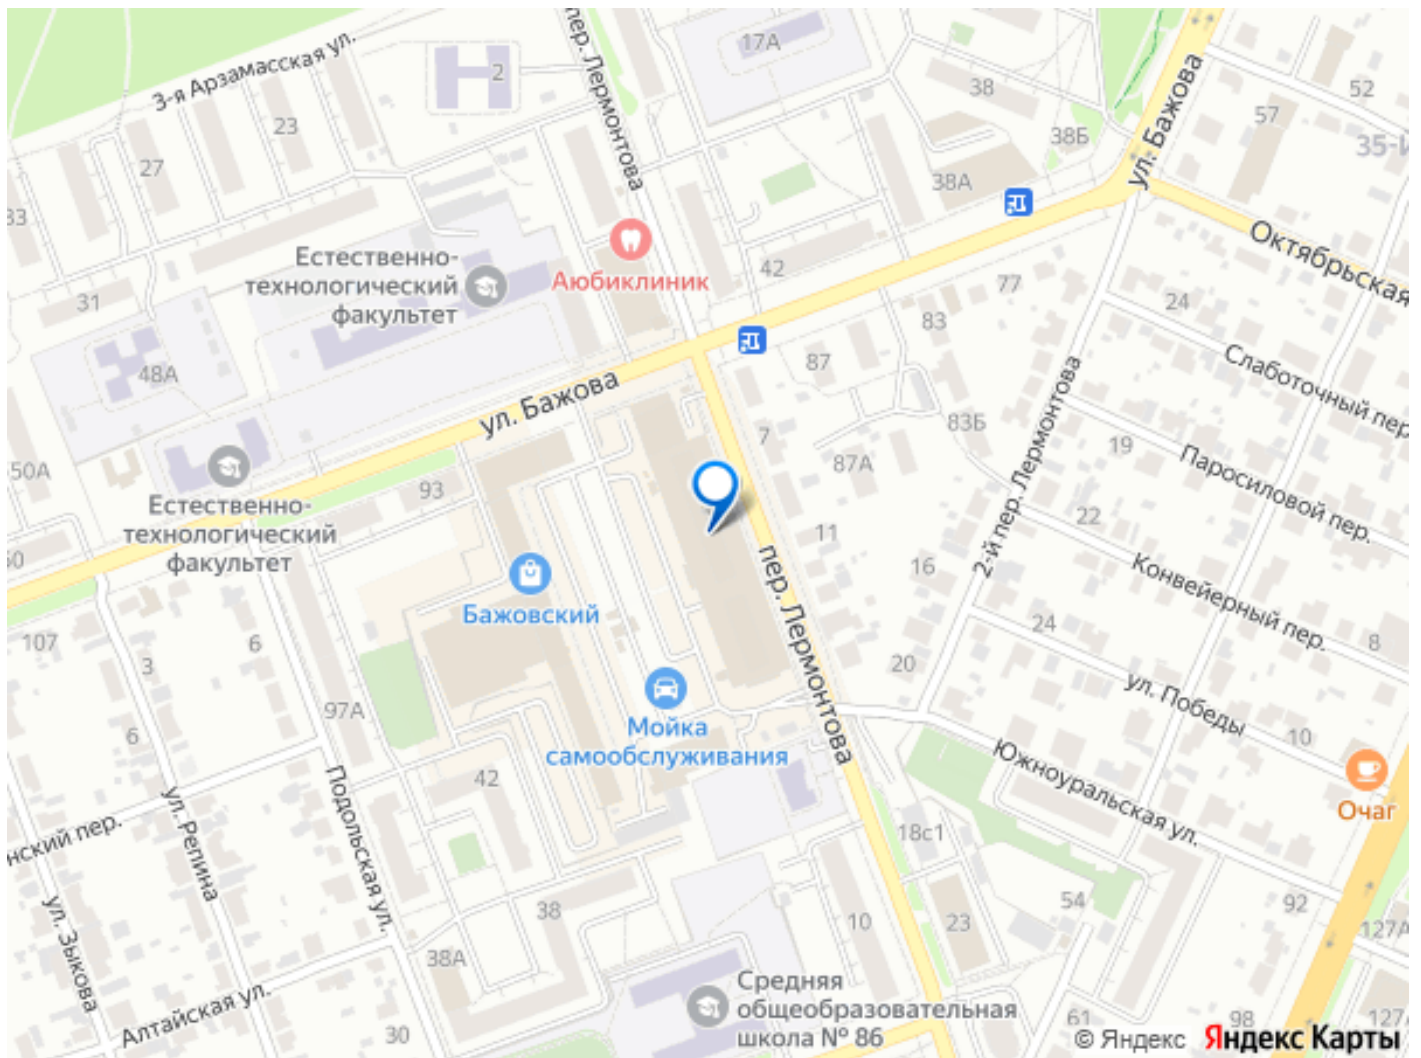 3-я Арзамасская ул.
пер. Лермонтова
17А
2
23
27
33
31
48А
38
38Б
38А
52
57
35-й
ул. Бажова
Октябрьская
Естественно-
технологический
факультет
Аюбиклиник
42
77
83
87
24
Слаботочный пер.
ул. Бажова
7
87А
83Б
19
Паросиловой пер.
2-й пер. Лермонтова
50А
93
Естественно-
технологический
факультет
11
22
Конвейерный пер.
16
24
8
Бажовский
пер. Лермонтова
107
3
6
20
ул. Победы
10
97А
6
Мойка
самообслуживания
Южноуральская ул.
Очаг
42
нский пер.
ул. Репина
Подольская ул.
18с1
54
92
127А
ул. Зыкова
38
10
23
38А
Алтайская ул.
30
Средняя
общеобразовательная
школа № 86
61
98
127А
© Яндекс Яндекс Карты